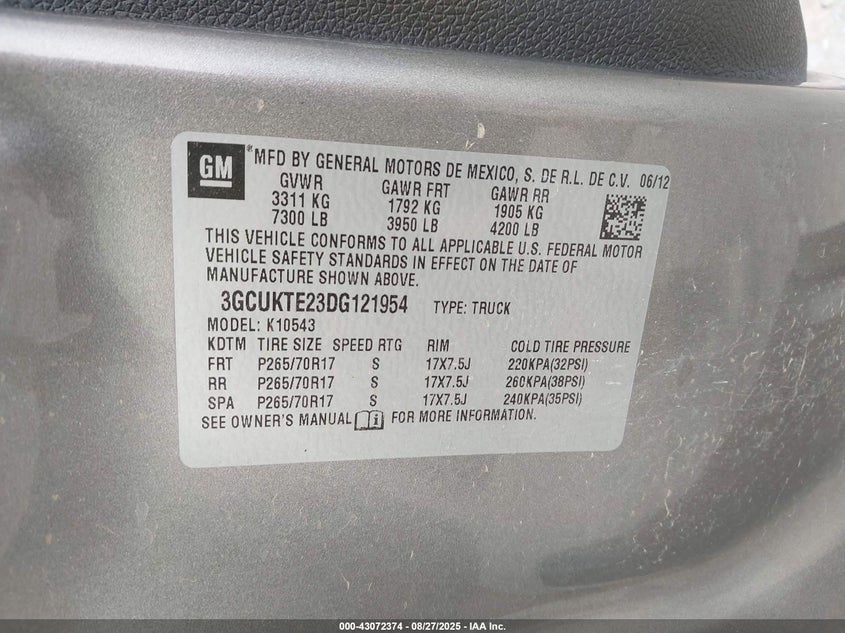 GM
®MFD BY GENERAL MOTORS DE MEXICO, S. DE R.L. DE C.V. 06/12
GVWR GAWR FRT GAWR RR
3311 KG 1792 KG 1905 KG
7300 LB 3950 LB 4200 LB
THIS VEHICLE CONFORMS TO ALL APPLICABLE U.S. FEDERAL MOTOR
VEHICLE SAFETY STANDARDS IN EFFECT ON THE DATE OF
MANUFACTURE SHOWN ABOVE.
3GCUKTE23DG121954 TYPE: TRUCK
MODEL: K10543
KDTM TIRE SIZE SPEED RTG RIM COLD TIRE PRESSURE
FRT P265/70R17 S 17X7.5J 220KPA(32PSI)
RR P265/70R17 S 17X7.5J 260KPA(38PSI)
SPA P265/70R17 S 17X7.5J 240KPA(35PSI)
SEE OWNER'S MANUAL FOR MORE INFORMATION.
000-43072374 | 08/27/2025 - IAA Inc.